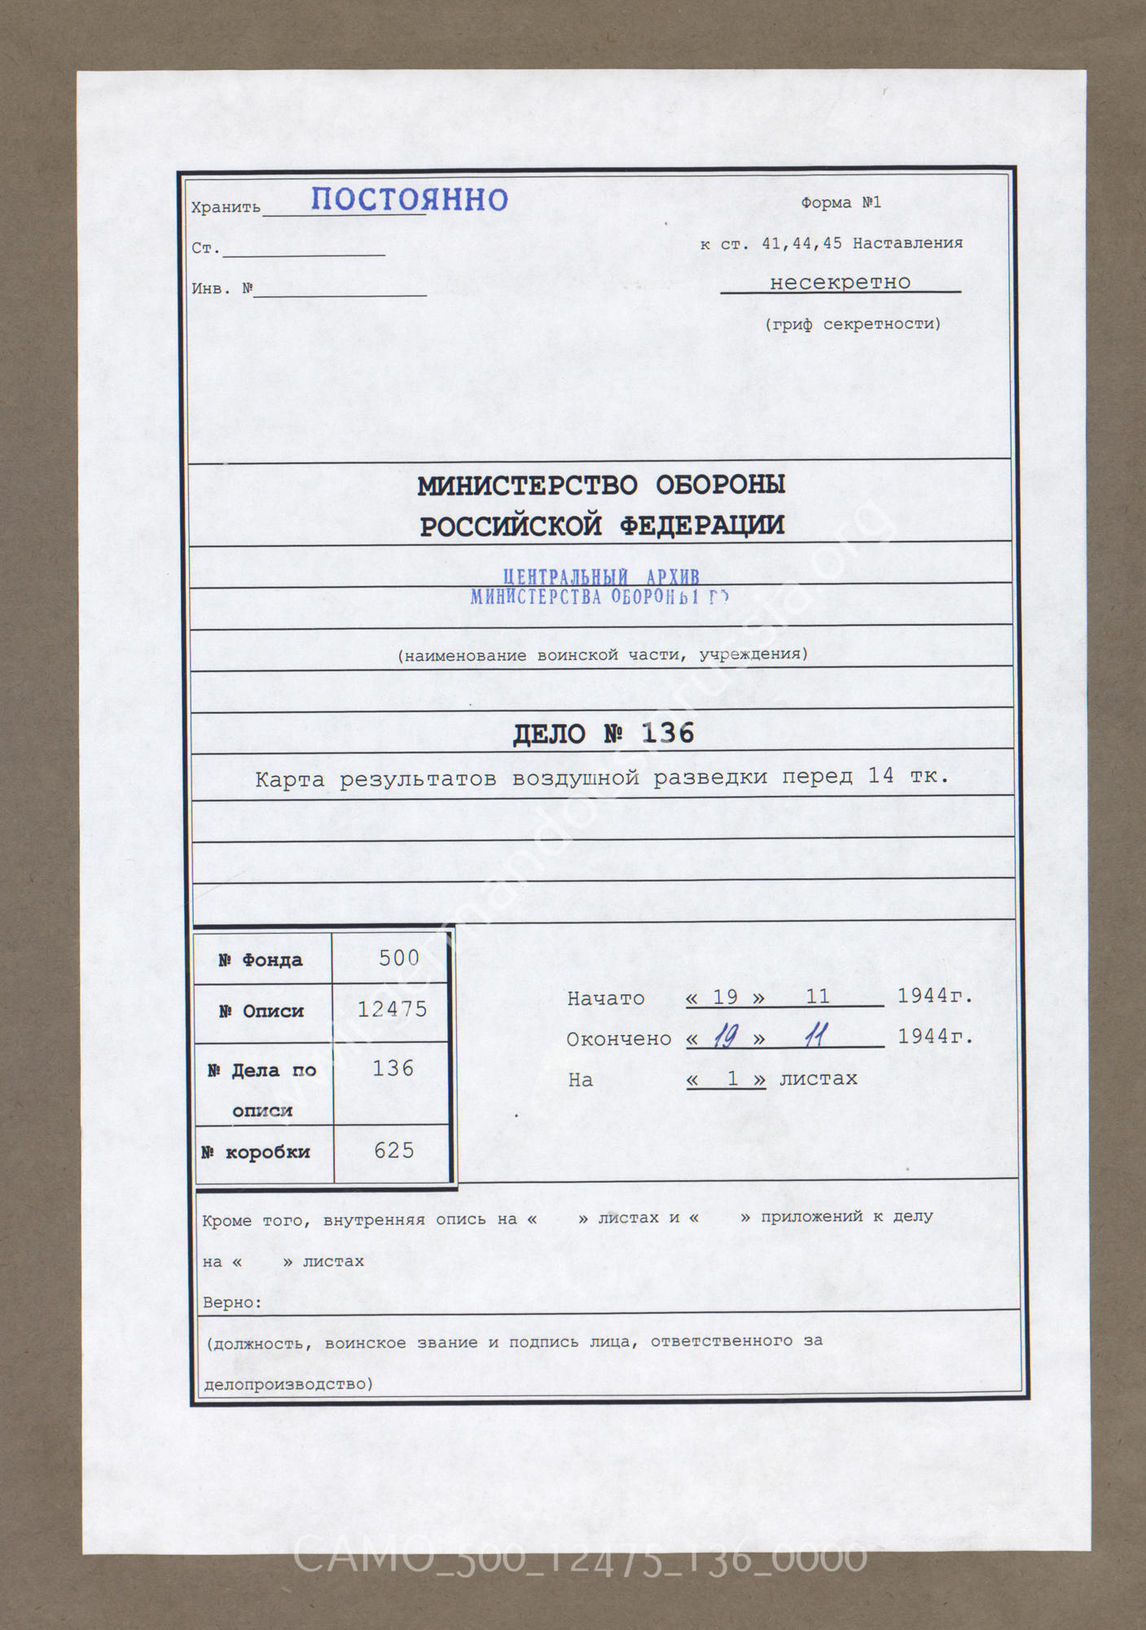 Хранить ПОСТОЯННО
Форма №1
Ст.
к ст. 41,44,45 Наставления
Инв. №
несекретно
(гриф секретности)
МИНИСТЕРСТВО ОБОРОНЫ
РОССИЙСКОЙ ФЕДЕРАЦИИ
ЦЕНТРАЛЬНЫЙ АРХИВ
МИНИСТЕРСТВА ОБОРОНЫ
(наименование воинской части, учреждения)
ДЕЛО № 136
Карта результатов воздушной разведки перед 14 тк.
№ Фонда 500
№ Описи 12475
№ Дела по описи 136
№ коробки 625
Начато « 19 » 11 1944г.
Окончено « 19 » 11 1944г.
На « 1 » листах
Кроме того, внутренняя опись на « » листах и « » приложений к делу
на « » листах
Верно:
(должность, воинское звание и подпись лица, ответственного за
делопроизводство)
CAMO_500_12475_136_0000